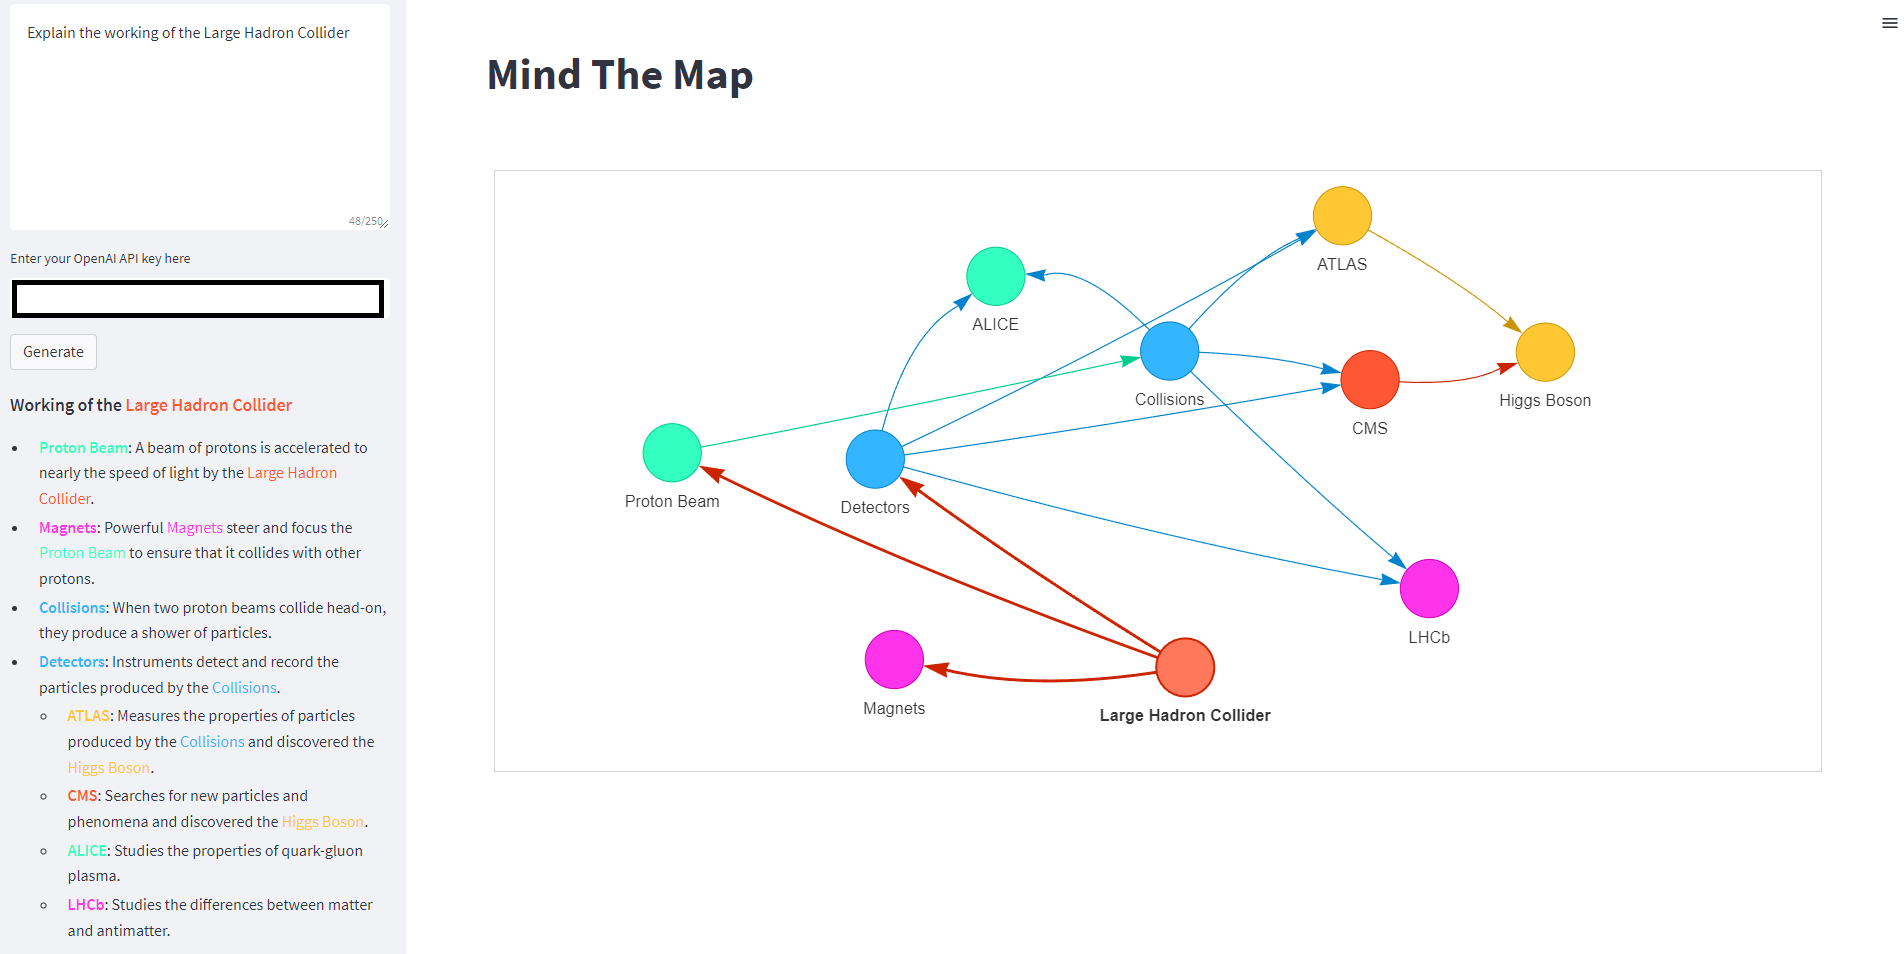 Explain the working of the Large Hadron Collider
48/250
Enter your OpenAI API key here
Generate
Working of the Large Hadron Collider
Proton Beam: A beam of protons is accelerated to
nearly the speed of light by the Large Hadron
Collider.
Magnets: Powerful Magnets steer and focus the
Proton Beam to ensure that it collides with other
protons.
Collisions: When two proton beams collide head-on,
they produce a shower of particles.
Detectors: Instruments detect and record the
particles produced by the Collisions.
ATLAS: Measures the properties of particles
produced by the Collisions and discovered the
Higgs Boson.
CMS: Searches for new particles and
phenomena and discovered the Higgs Boson.
ALICE: Studies the properties of quark-gluon
plasma.
LHCb: Studies the differences between matter
and antimatter.
Mind The Map
ATLAS
ALICE
Collisions
Higgs Boson
CMS
Proton Beam
Detectors
LHCb
Magnets
Large Hadron Collider